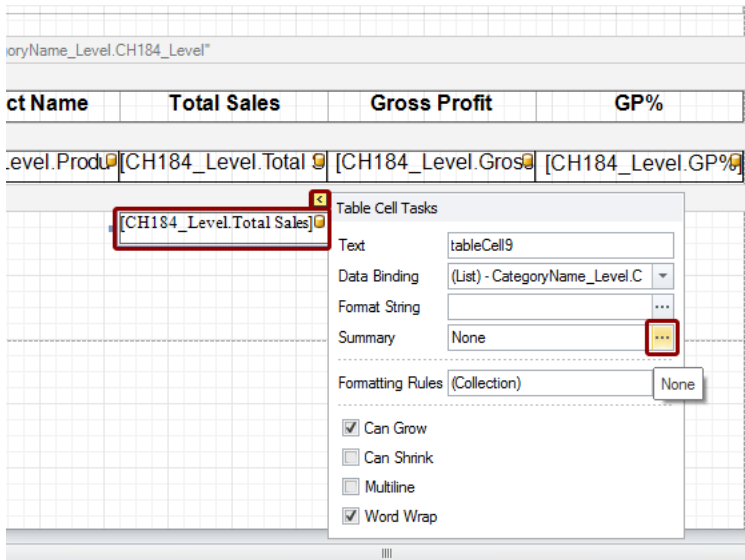 oryName_Level.CH184_Level"
ct Name Total Sales Gross Profit GP%
.evel.Produ [CH184_Level.Total S [CH184_Level.Gross [CH184_Level.GP%]
[CH184_Level.Total Sales]
Table Cell Tasks
Text tableCell9
Data Binding (List) - CategoryName_Level.C
Format String
Summary None
Formatting Rules (Collection)
None
Can Grow
Can Shrink
Multiline
Word Wrap